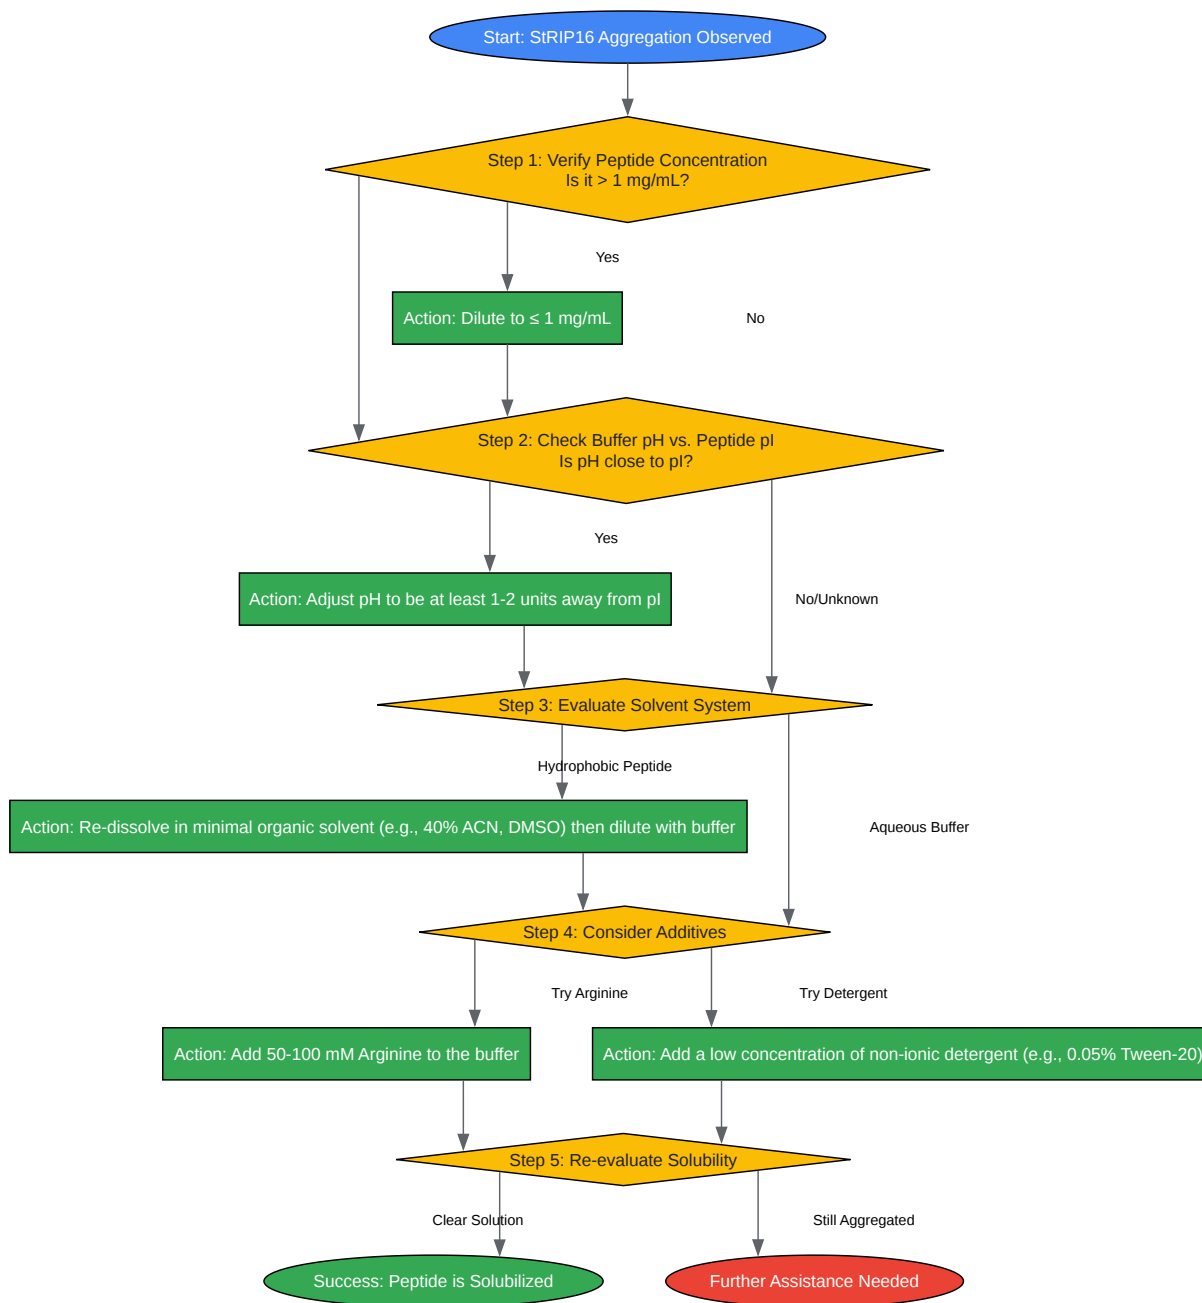 Start: StRIP16 Aggregation Observed
Step 1: Verify Peptide Concentration
Is it > 1 mg/mL?
Yes
Action: Dilute to ≤ 1 mg/mL
No
Step 2: Check Buffer pH vs. Peptide pI
Is pH close to pI?
Yes
Action: Adjust pH to be at least 1-2 units away from pI
No/Unknown
Step 3: Evaluate Solvent System
Hydrophobic Peptide
Action: Re-dissolve in minimal organic solvent (e.g., 40% ACN, DMSO) then dilute with buffer
Aqueous Buffer
Step 4: Consider Additives
Try Arginine
Try Detergent
Action: Add 50-100 mM Arginine to the buffer
Action: Add a low concentration of non-ionic detergent (e.g., 0.05% Tween-20)
Step 5: Re-evaluate Solubility
Clear Solution
Still Aggregated
Success: Peptide is Solubilized
Further Assistance Needed